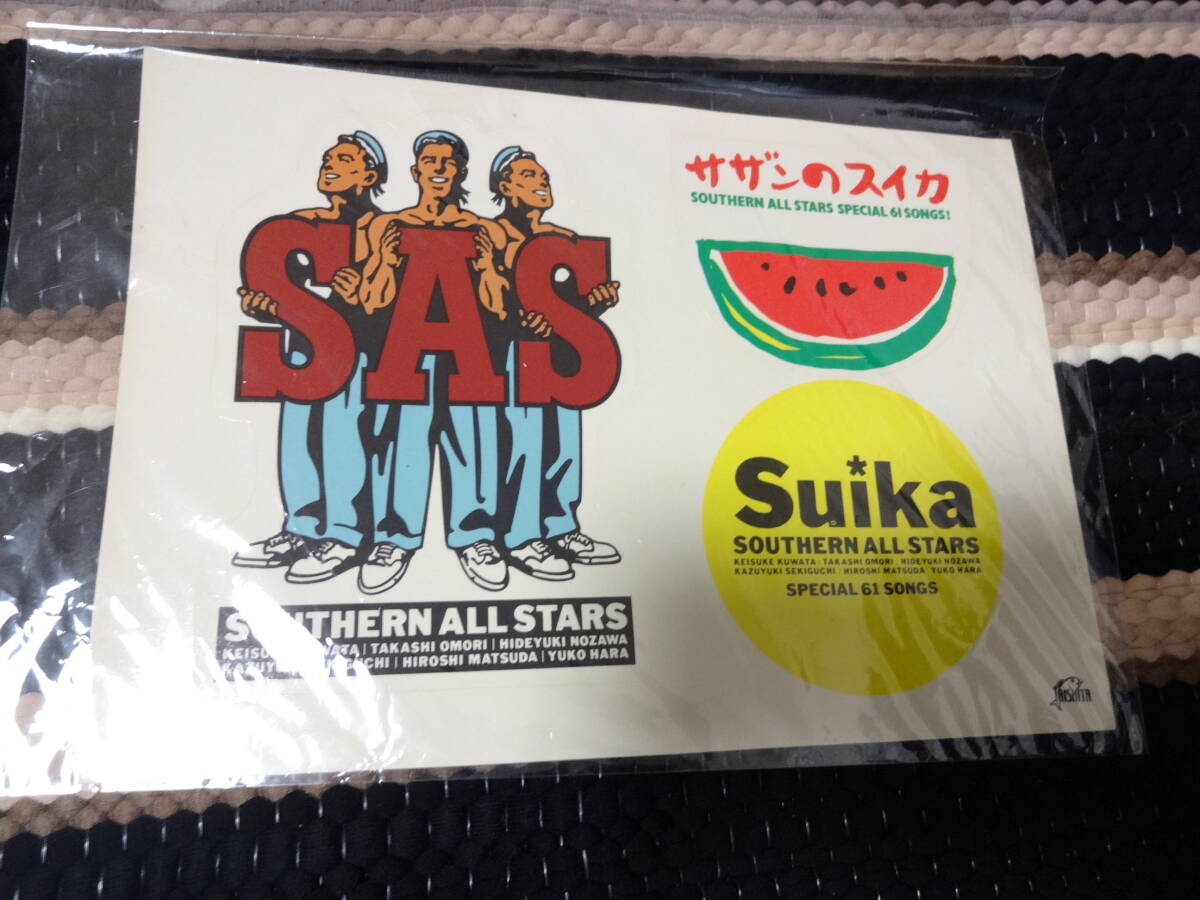 SAS
SOUTHERN ALL STARS
KEISUKE KUWATA | TAKASHI OMORI | HIDEYUKI NOZAWA
KAZUYUKI SEKIGUCHI | HIROSHI MATSUDA | YUKO HARA
サザンのスイカ
SOUTHERN ALL STARS SPECIAL 61 SONGS!
Suika
SOUTHERN ALL STARS
KEISUKE KUWATA | TAKASHI OMORI | HIDEYUKI NOZAWA
KAZUYUKI SEKIGUCHI | HIROSHI MATSUDA | YUKO HARA
SPECIAL 61 SONGS
TAISHITA